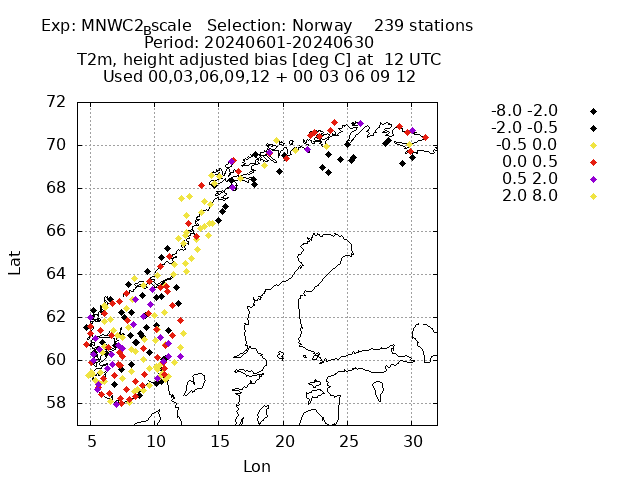 Exp: MNWC2_Bscale Selection: Norway 239 stations
Period: 20240601-20240630
T2m, height adjusted bias [deg C] at 12 UTC
Used 00,03,06,09,12 + 00 03 06 09 12
72
70
68
66
64
62
60
58
5 10 15 20 25 30
Lat
Lon
-8.0 -2.0
-2.0 -0.5
-0.5 0.0
0.0 0.5
0.5 2.0
2.0 8.0